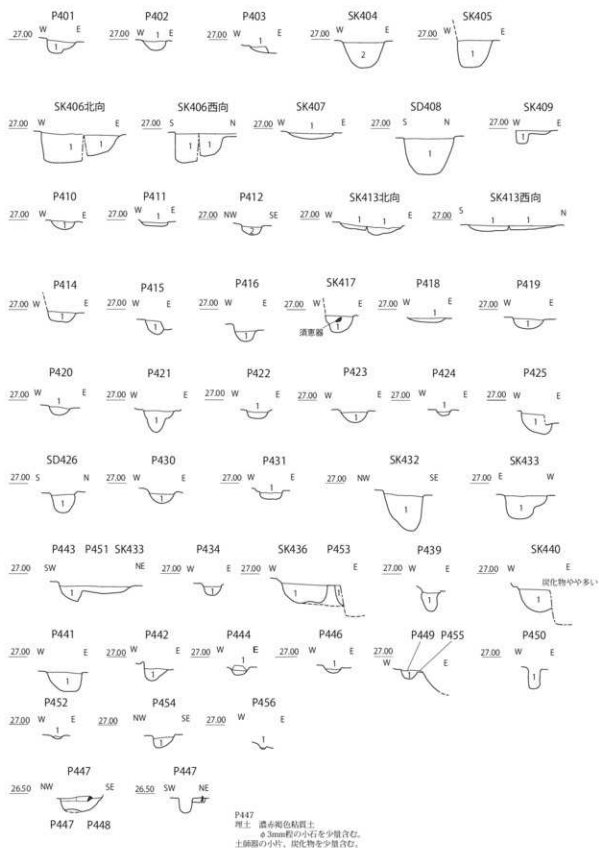 P401 P402 P403 SK404 SK405
27.00 W E 27.00 W E 27.00 W E 27.00 W E 27.00 W E
1 1 1 2 1
SK406北向 SK406西向 SK407 SD408 SK409
27.00 W E 27.00 S N 27.00 W E 27.00 S N 27.00 W E
1 1 1 1 1 1 1
P410 P411 P412 SK413北向 SK413西向
27.00 W E 27.00 W E 27.00 NW SE 27.00 W E 27.00 S N
1 1 2 1 1 1 1
P414 P415 P416 SK417 P418 P419
27.00 W E 27.00 W E 27.00 W E 27.00 W E 27.00 W E 27.00 W E
1 1 1 1 1 1
須恵器
P420 P421 P422 P423 P424 P425
27.00 W E 27.00 W E 27.00 W E 27.00 W E 27.00 W E 27.00 W E
1 1 1 1 1 1
SD426 P430 P431 SK432 SK433
27.00 S N 27.00 W E 27.00 W E 27.00 NW SE 27.00 E W
1 1 1 1 1
P443 P451 SK433 P434 SK436 P453 P439 SK440
27.00 SW NE 27.00 W E 27.00 W E 27.00 W E 27.00 W E
炭化物やや多い
1 1 1 1 1 1
P441 P442 P444 P446 P449 P455 P450
27.00 W E 27.00 W E 27.00 W E 27.00 W E 27.00 W E 27.00 W E
1 1 1 1 1 1
P452 P454 P456
27.00 W E 27.00 NW SE 27.00 W E
1 1
P447 P447
26.50 NW SE 26.50 SW NE
P447 P448
P447
埋土 濃赤褐色粘質土
φ3mm程の小石を少量含む。
土師器の小片、炭化物を少量含む。